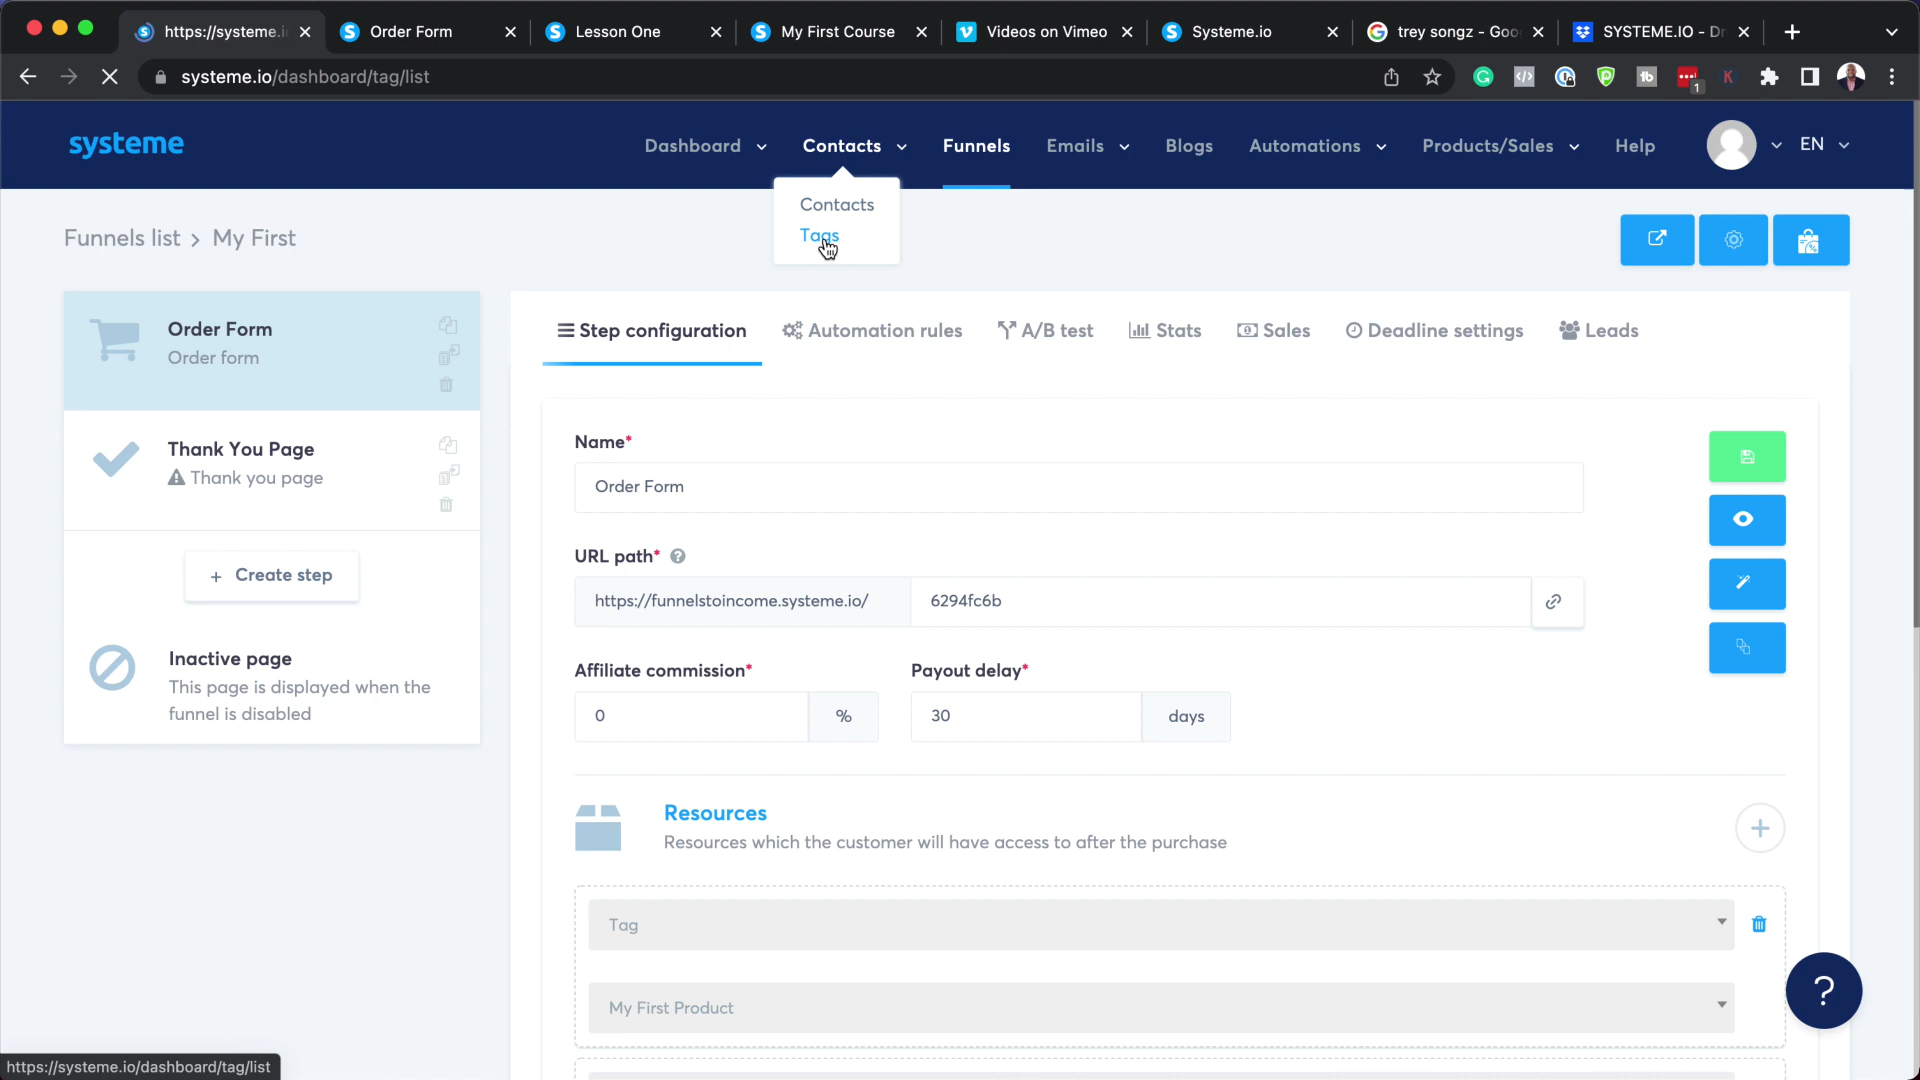 https://systeme.i
Order Form
Lesson One
My First Course
Videos on Vimeo
Systeme.io
trey songz - Goo
SYSTEME.IO - Dr
systeme.io/dashboard/tag/list
1
systeme
Dashboard
Contacts
Funnels
Emails
Blogs
Automations
Products/Sales
Help
EN
Contacts
Tags
Funnels list > My First
Order Form
Order form
Thank You Page
Thank you page
+ Create step
Inactive page
This page is displayed when the
funnel is disabled
Step configuration
Automation rules
A/B test
Stats
Sales
Deadline settings
Leads
Name*
Order Form
URL path* ?
https://funnelstoincome.systeme.io/
6294fc6b
Affiliate commission*
Payout delay*
0
%
30
days
Resources
Resources which the customer will have access to after the purchase
Tag
My First Product
?
https://systeme.io/dashboard/tag/list